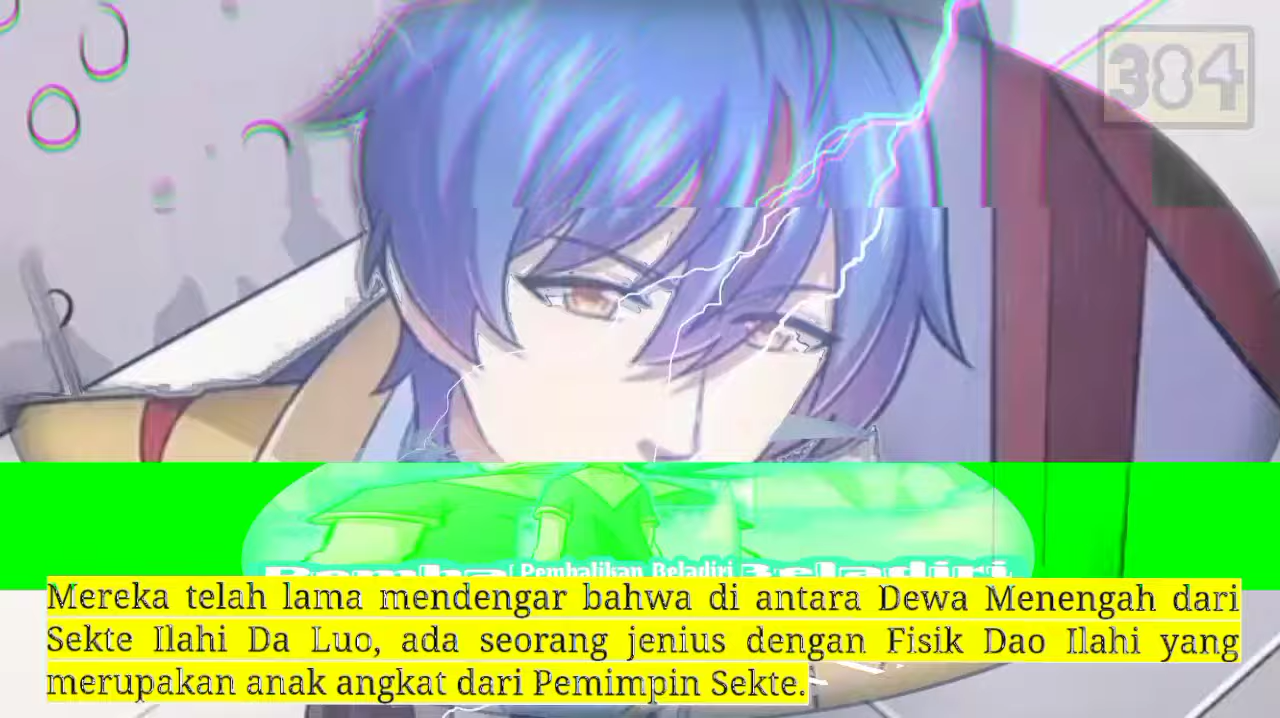 384
Pembalikan Beladiri
Beladiri
Mereka telah lama mendengar bahwa di antara Dewa Menengah dari
Sekte Ilahi Da Luo, ada seorang jenius dengan Fisik Dao Ilahi yang
merupakan anak angkat dari Pemimpin Sekte.